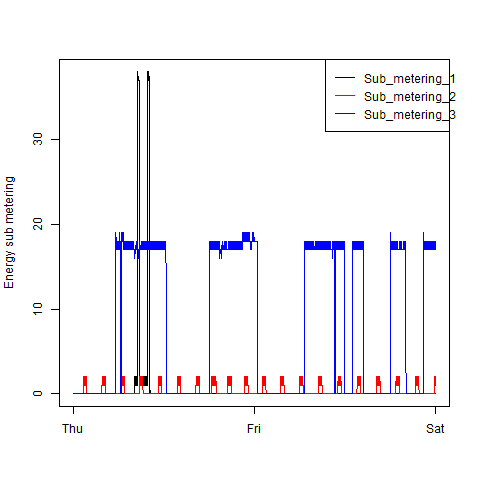 Sub_metering_1
Sub_metering_2
Sub_metering_3
Energy sub metering
30
20
10
0
Thu
Fri
Sat